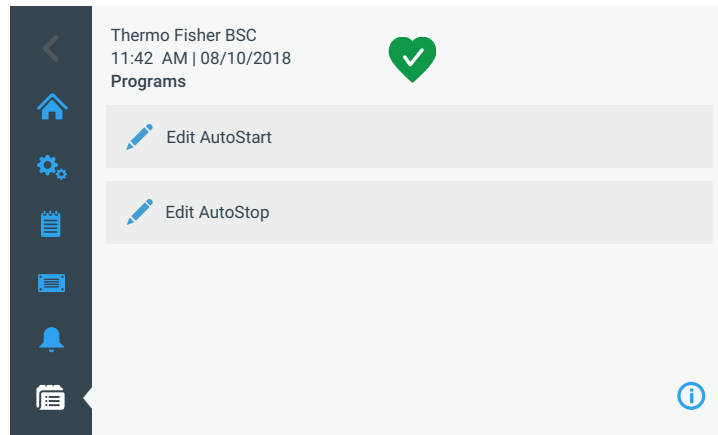 Thermo Fisher BSC
11:42 AM | 08/10/2018
Programs
Edit AutoStart
Edit AutoStop